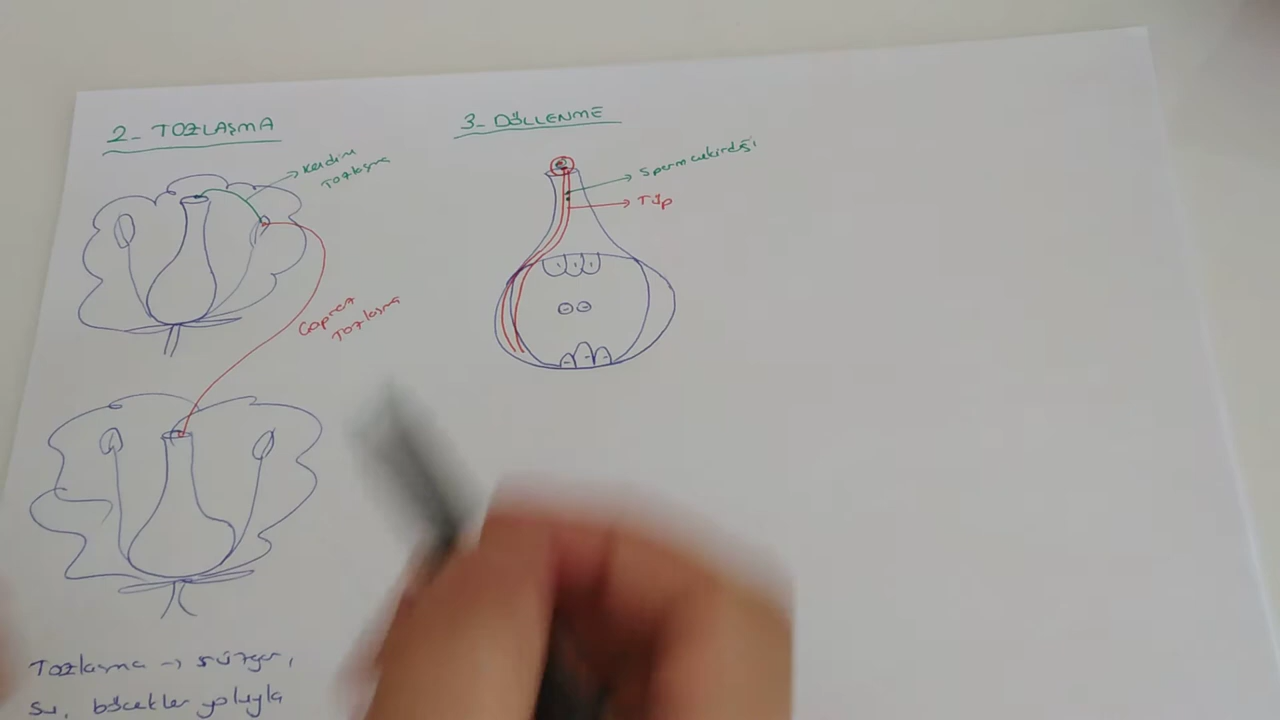 2- TOZLAŞMA
Kendine
Tozlaşma
Çapraz
Tozlaşma
Tozlaşma → rüzgar,
su, böcekler yoluyla
3- DÖLLENME
Sperm çekirdeği
Tüp